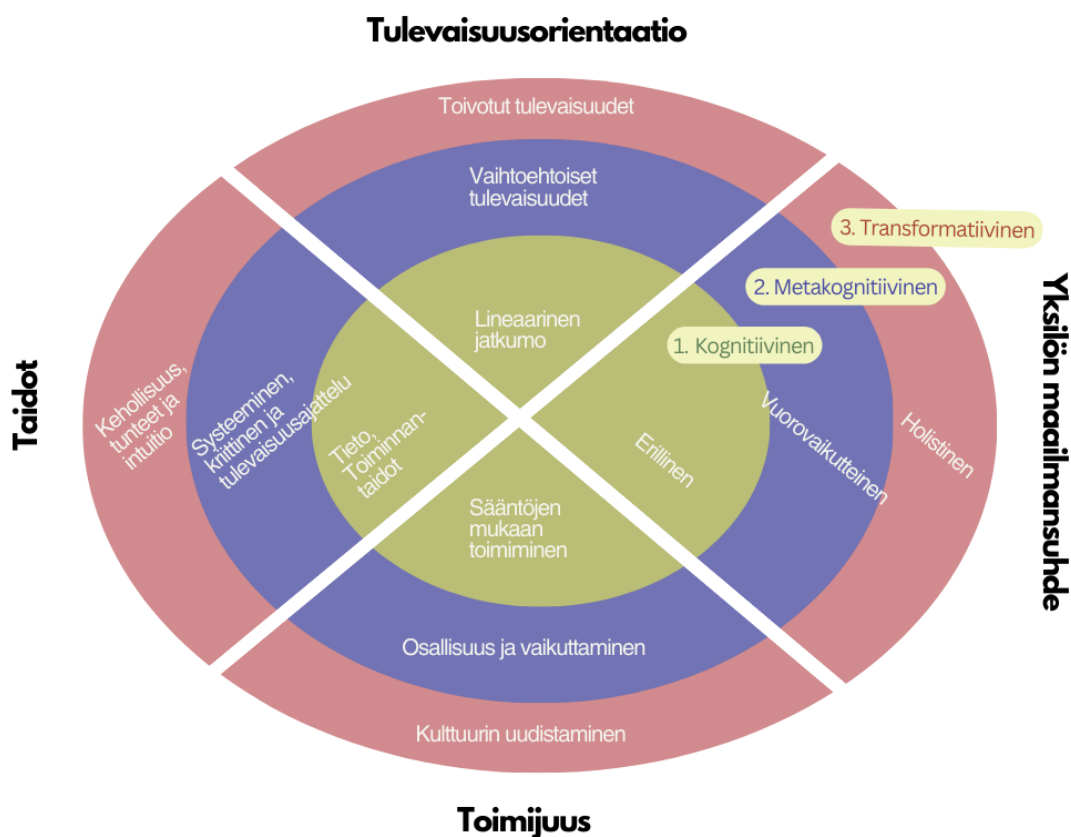 Tulevaisuusorientaatio
Toivotut tulevaisuudet
Vaihtoehtoiset
tulevaisuudet
Lineaarinen
jatkumo
3. Transformatiivinen
2. Metakognitiivinen
1. Kognitiivinen
Yksilön maailmansuhde
Taidot
Kehollisuus,
tunteet ja
intuitio
Systeeminen,
kriittinen ja
tulevaisuusajattelu
Tieto,
Toiminnan-
taidot
Erillinen
Vuorovaikutteinen
Holistinen
Sääntöjen
mukaan
toimiminen
Osallisuus ja vaikuttaminen
Kulttuurin uudistaminen
Toimijuus